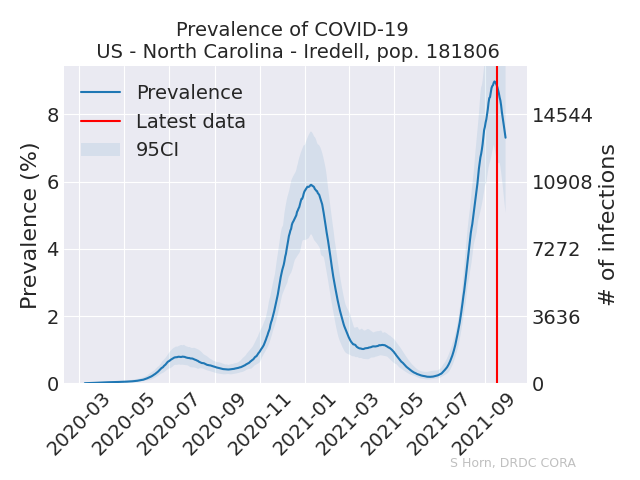 Prevalence of COVID-19
US - North Carolina - Iredell, pop. 181806
Prevalence
Latest data
95CI
Prevalence (%)
8
6
4
2
0
14544
10908
7272
3636
0
# of infections
2020-03
2020-05
2020-07
2020-09
2020-11
2021-01
2021-03
2021-05
2021-07
2021-09
S Horn, DRDC CORA